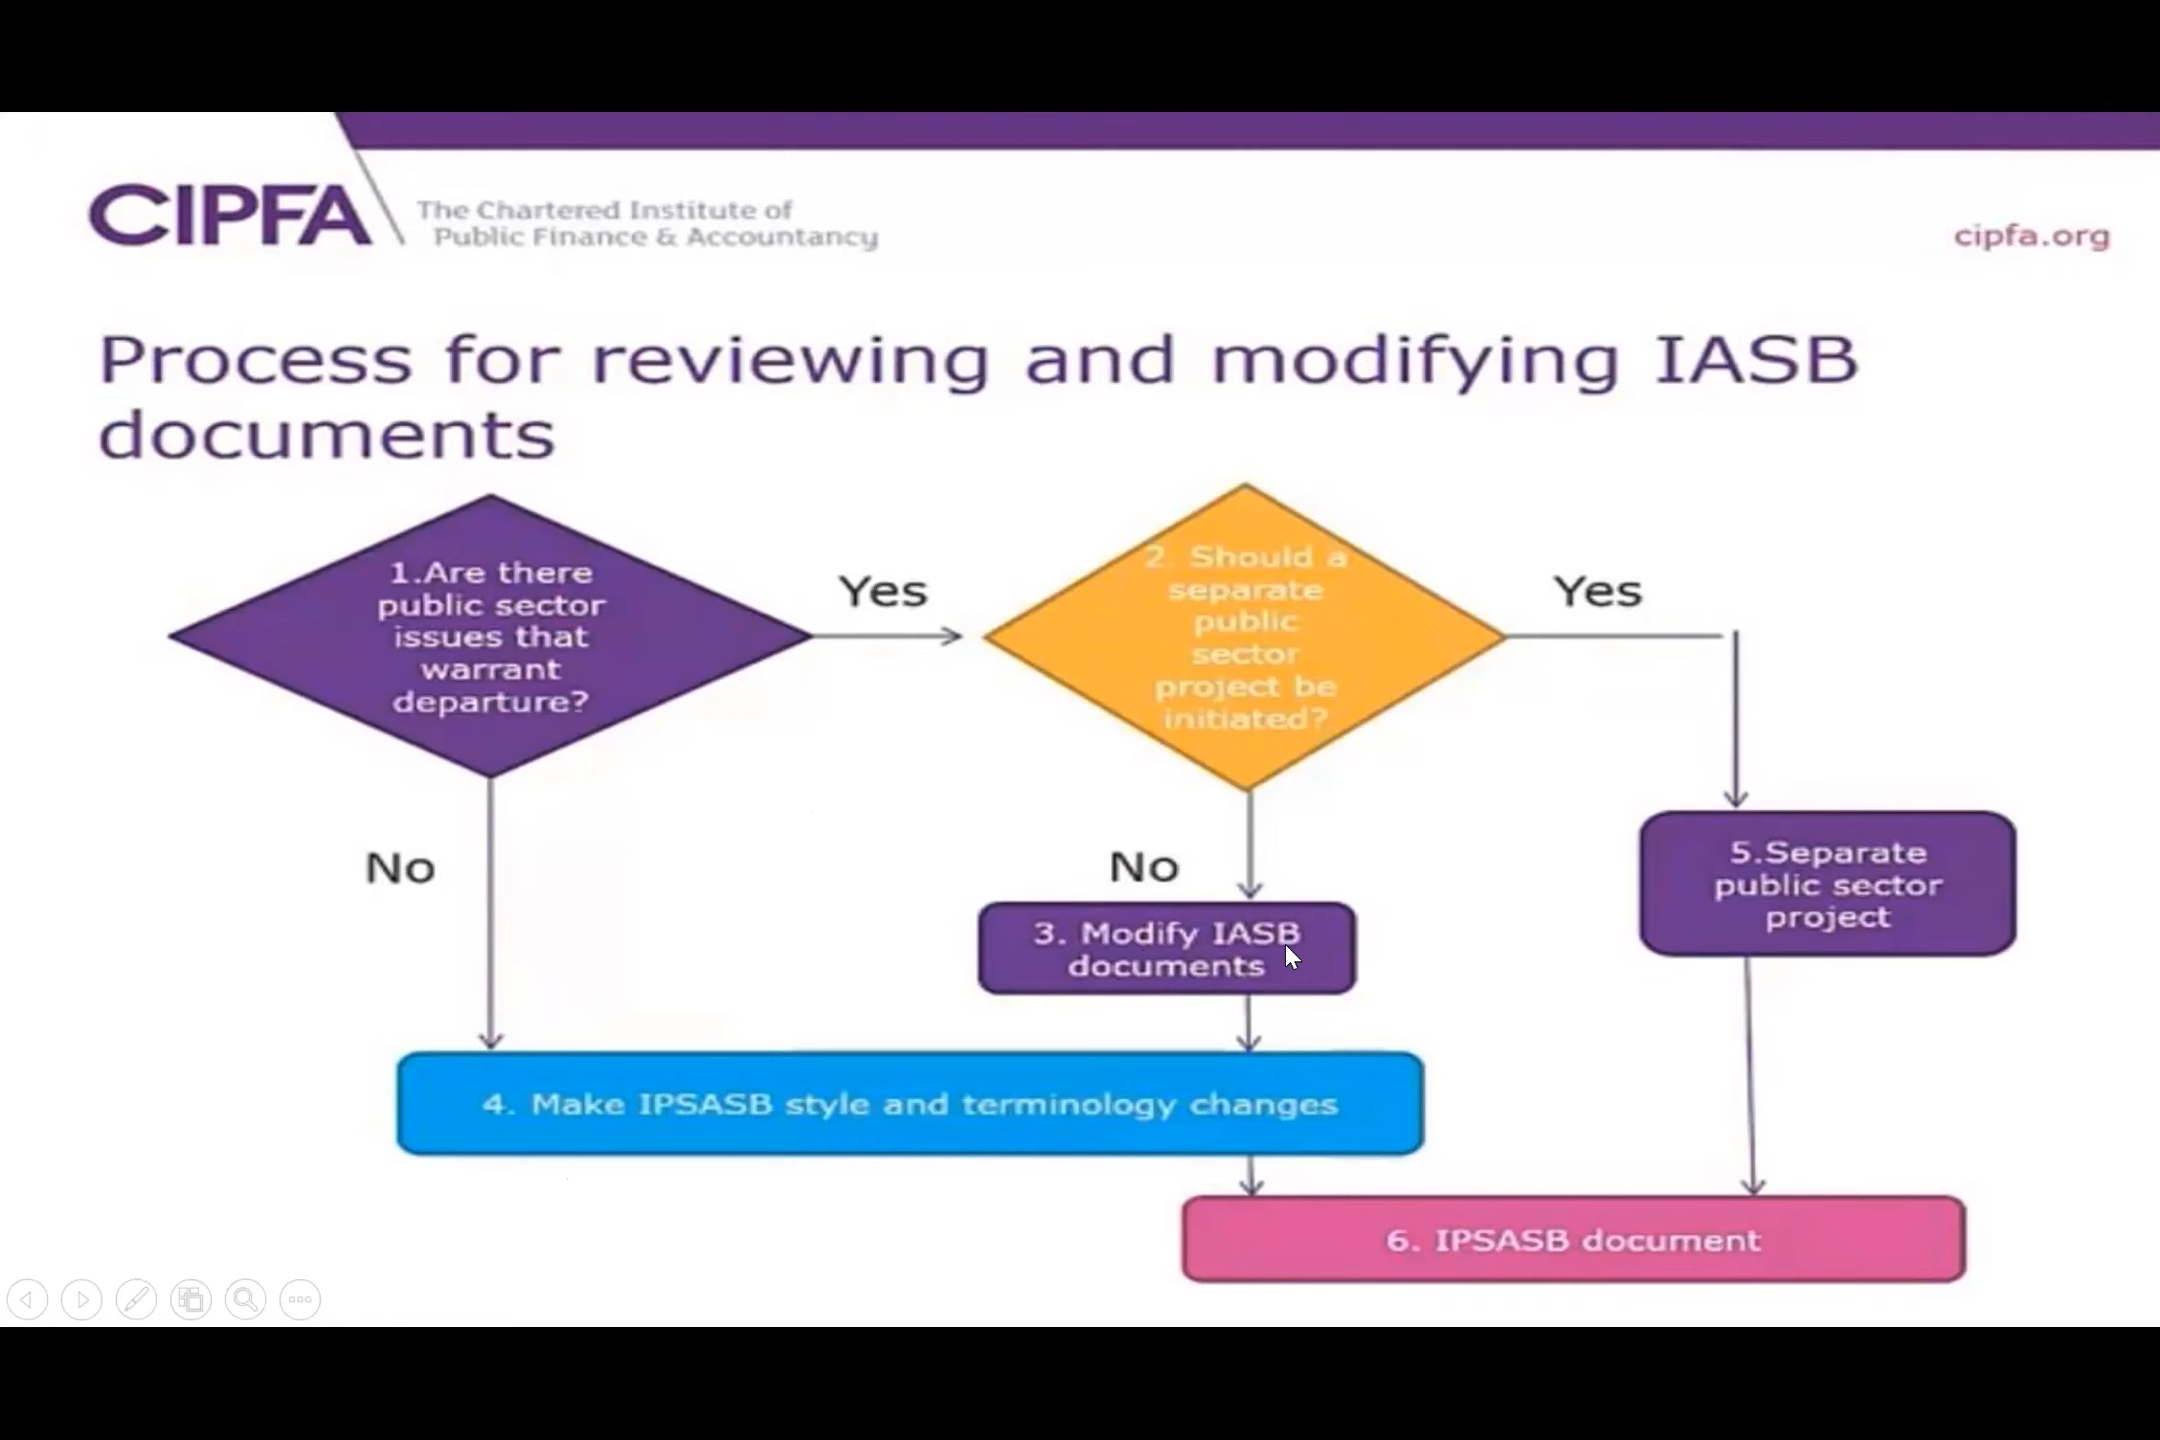 CIPFA
The Chartered Institute of
Public Finance & Accountancy
cipfa.org
Process for reviewing and modifying IASB
documents
1.Are there
public sector
issues that
warrant
departure?
Yes
2. Should a
separate
public
sector
project be
initiated?
Yes
No
No
3. Modify IASB
documents
5.Separate
public sector
project
4. Make IPSASB style and terminology changes
6. IPSASB document